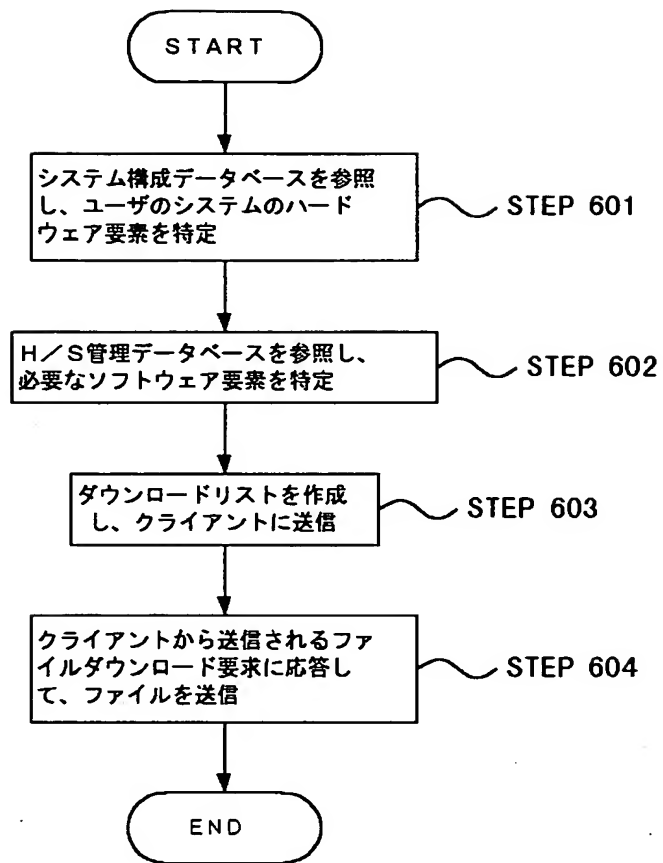 START
システム構成データベースを参照
し、ユーザのシステムのハード
ウェア要素を特定
STEP 601
H/S管理データベースを参照し、
必要なソフトウェア要素を特定
STEP 602
ダウンロードリストを作成
し、クライアントに送信
STEP 603
クライアントから送信されるファ
イルダウンロード要求に応答し
て、ファイルを送信
STEP 604
END